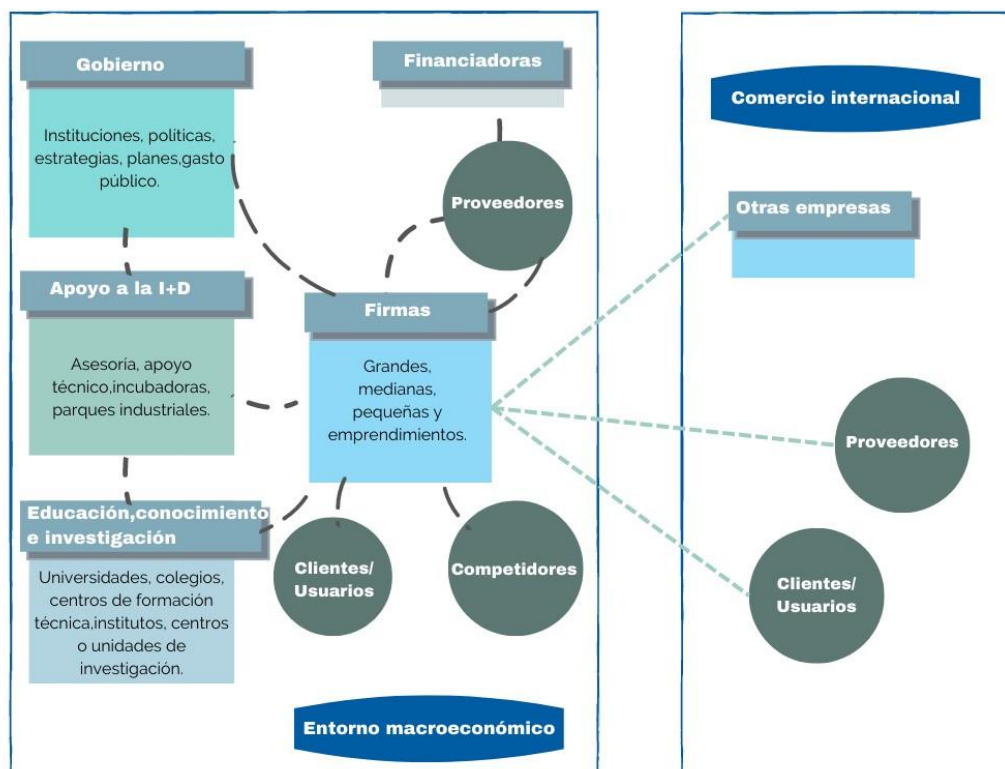 Gobierno
Instituciones, políticas,
estrategias, planes,gasto
público.
Financiadoras
Proveedores
Apoyo a la I+D
Asesoría, apoyo
técnico,incubadoras,
parques industriales.
Firmas
Grandes,
medianas,
pequeñas y
emprendimientos.
Educación,conocimiento
e investigación
Universidades, colegios,
centros de formación
técnica,institutos, centros
o unidades de
investigación.
Clientes/
Usuarios
Competidores
Entorno macroeconómico
Comercio internacional
Otras empresas
Proveedores
Clientes/
Usuarios